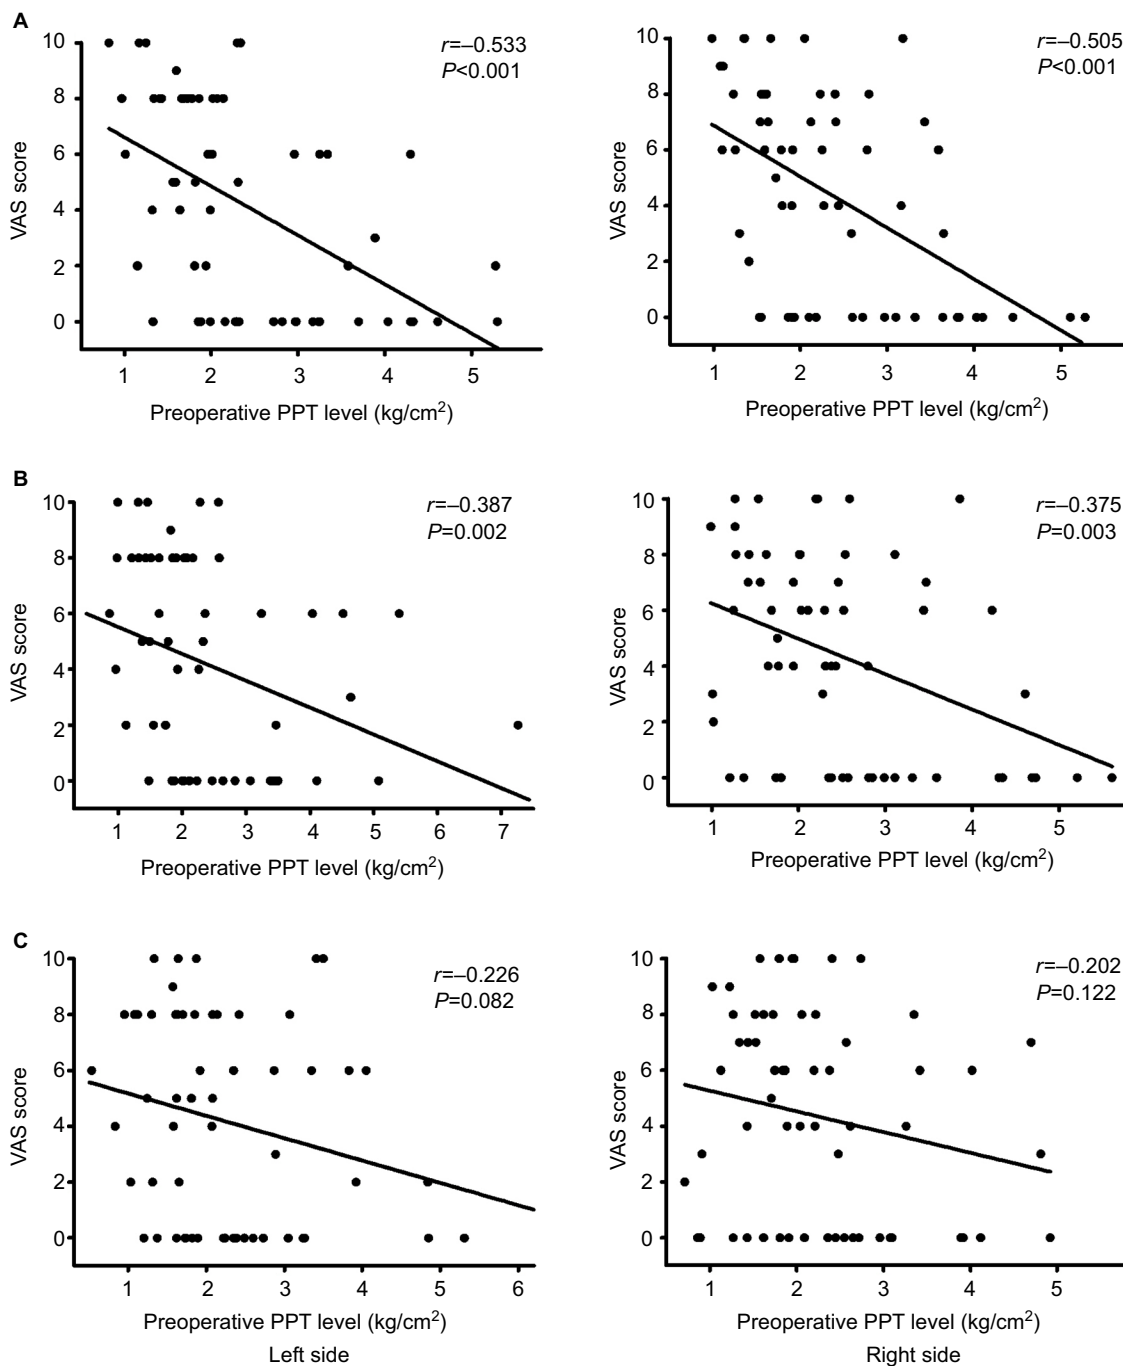 A
10
8
6
4
2
0
VAS score
r=–0.533
P<0.001
1 2 3 4 5
Preoperative PPT level (kg/cm²)
10
8
6
4
2
0
VAS score
r=–0.505
P<0.001
1 2 3 4 5
Preoperative PPT level (kg/cm²)
B
10
8
6
4
2
0
VAS score
r=–0.387
P=0.002
1 2 3 4 5 6 7
Preoperative PPT level (kg/cm²)
10
8
6
4
2
0
VAS score
r=–0.375
P=0.003
1 2 3 4 5
Preoperative PPT level (kg/cm²)
C
10
8
6
4
2
0
VAS score
r=–0.226
P=0.082
1 2 3 4 5 6
Preoperative PPT level (kg/cm²)
Left side
10
8
6
4
2
0
VAS score
r=–0.202
P=0.122
1 2 3 4 5
Preoperative PPT level (kg/cm²)
Right side